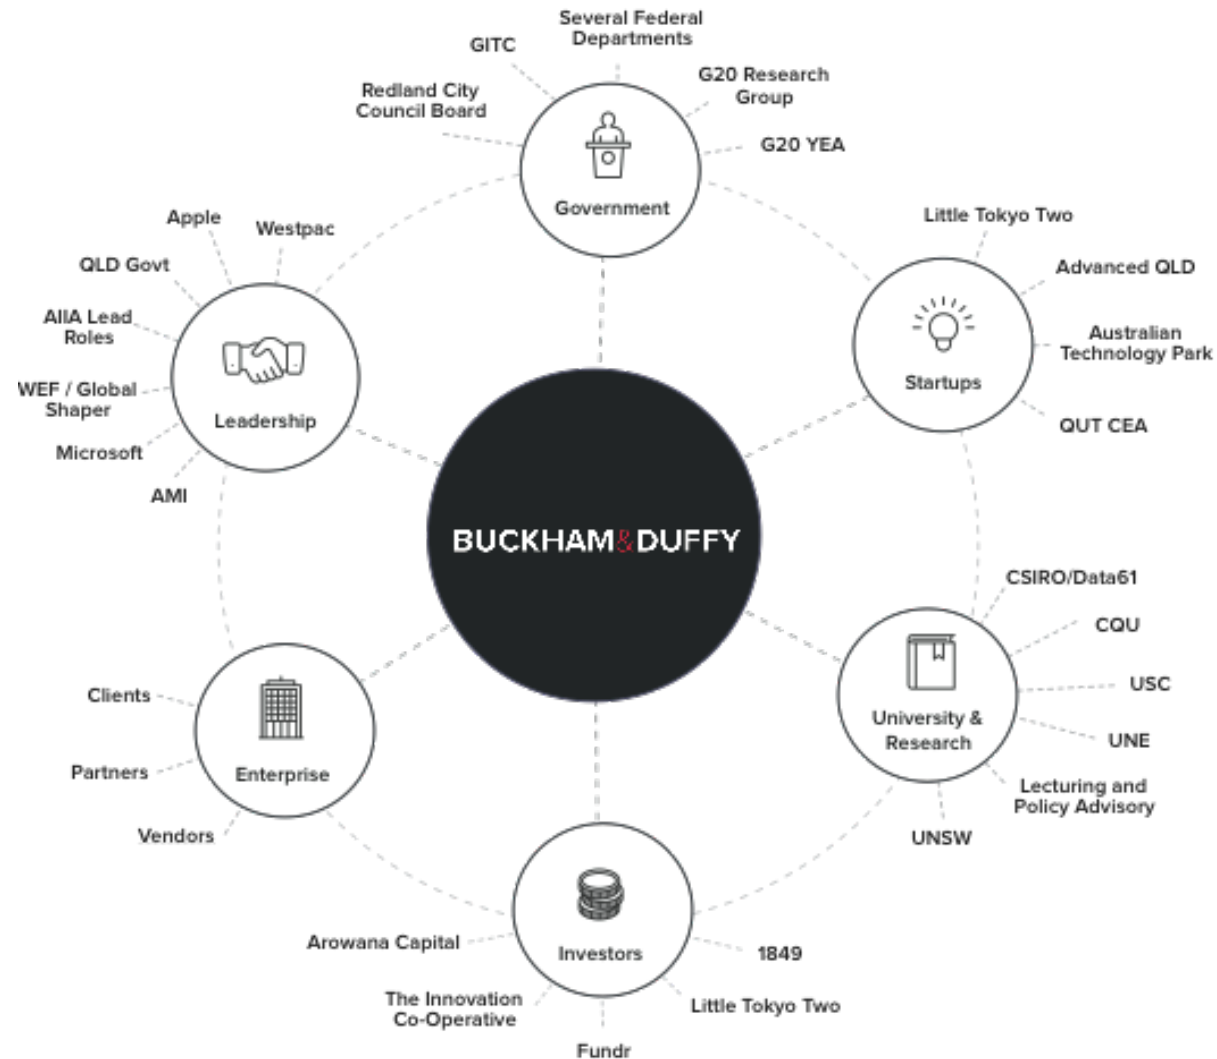 Several Federal
Departments
GITC
G20 Research
Group
Redland City
Council Board
G20 YEA
Government
Little Tokyo Two
Advanced QLD
Australian
Technology Park
QUT CEA
Startups
Apple
Westpac
QLD Govt
AIIA Lead
Roles
WEF / Global
Shaper
Microsoft
AMI
Leadership
BUCKHAM&DUFFY
CSIRO/Data61
CQU
USC
UNE
Lecturing and
Policy Advisory
UNSW
University &
Research
Clients
Partners
Vendors
Enterprise
Investors
Arowana Capital
The Innovation
Co-Operative
Fundr
Little Tokyo Two
1849